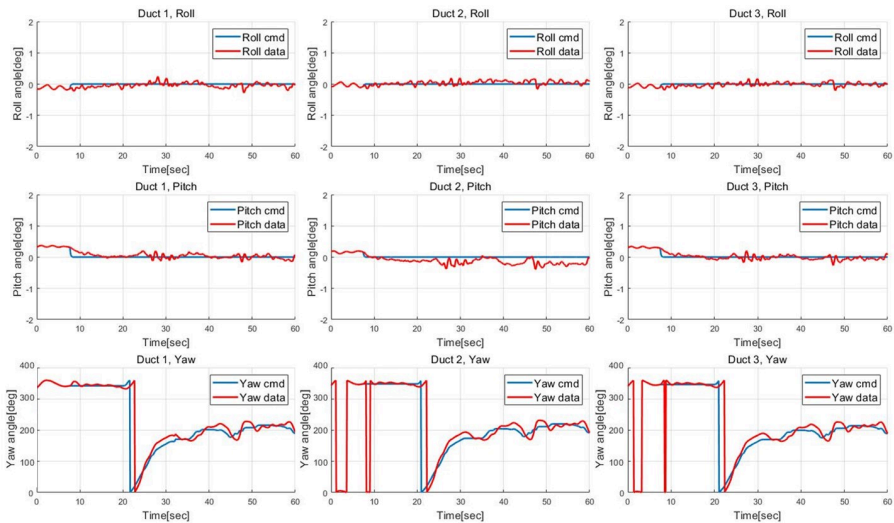 Duct 1, Roll
Roll angle[deg]
2
1
0
-1
-2
Roll cmd
Roll data
0 10 20 30 40 50 60
Time[sec]
Duct 2, Roll
Roll angle[deg]
2
1
0
-1
-2
Roll cmd
Roll data
0 10 20 30 40 50 60
Time[sec]
Duct 3, Roll
Roll angle[deg]
2
1
0
-1
-2
Roll cmd
Roll data
0 10 20 30 40 50 60
Time[sec]
Duct 1, Pitch
Pitch angle[deg]
2
1
0
-1
-2
Pitch cmd
Pitch data
0 10 20 30 40 50 60
Time[sec]
Duct 2, Pitch
Pitch angle[deg]
2
1
0
-1
-2
Pitch cmd
Pitch data
0 10 20 30 40 50 60
Time[sec]
Duct 3, Pitch
Pitch angle[deg]
2
1
0
-1
-2
Pitch cmd
Pitch data
0 10 20 30 40 50 60
Time[sec]
Duct 1, Yaw
Yaw angle[deg]
400
300
200
100
0
Yaw cmd
Yaw data
0 10 20 30 40 50 60
Time[sec]
Duct 2, Yaw
Yaw angle[deg]
400
300
200
100
0
Yaw cmd
Yaw data
0 10 20 30 40 50 60
Time[sec]
Duct 3, Yaw
Yaw angle[deg]
400
300
200
100
0
Yaw cmd
Yaw data
0 10 20 30 40 50 60
Time[sec]